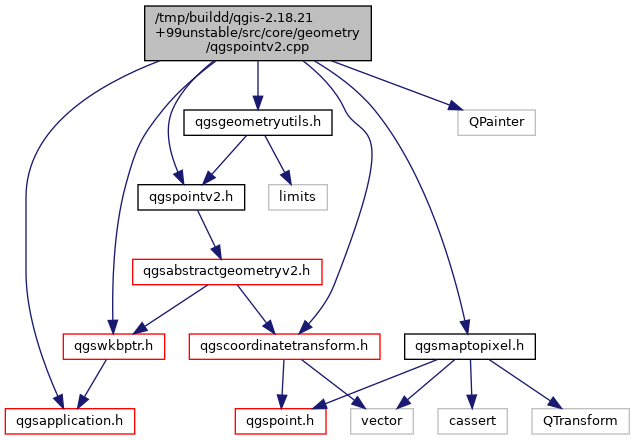 /tmp/buildd/qgis-2.18.21
+99unstable/src/core/geometry
/qgspointv2.cpp
qgsgeometryutils.h
QPainter
qgspointv2.h
limits
qgsabstractgeometryv2.h
qgswkbptr.h
qgscoordinatetransform.h
qgsmaptopixel.h
qgsapplication.h
qgspoint.h
vector
cassert
QTransform